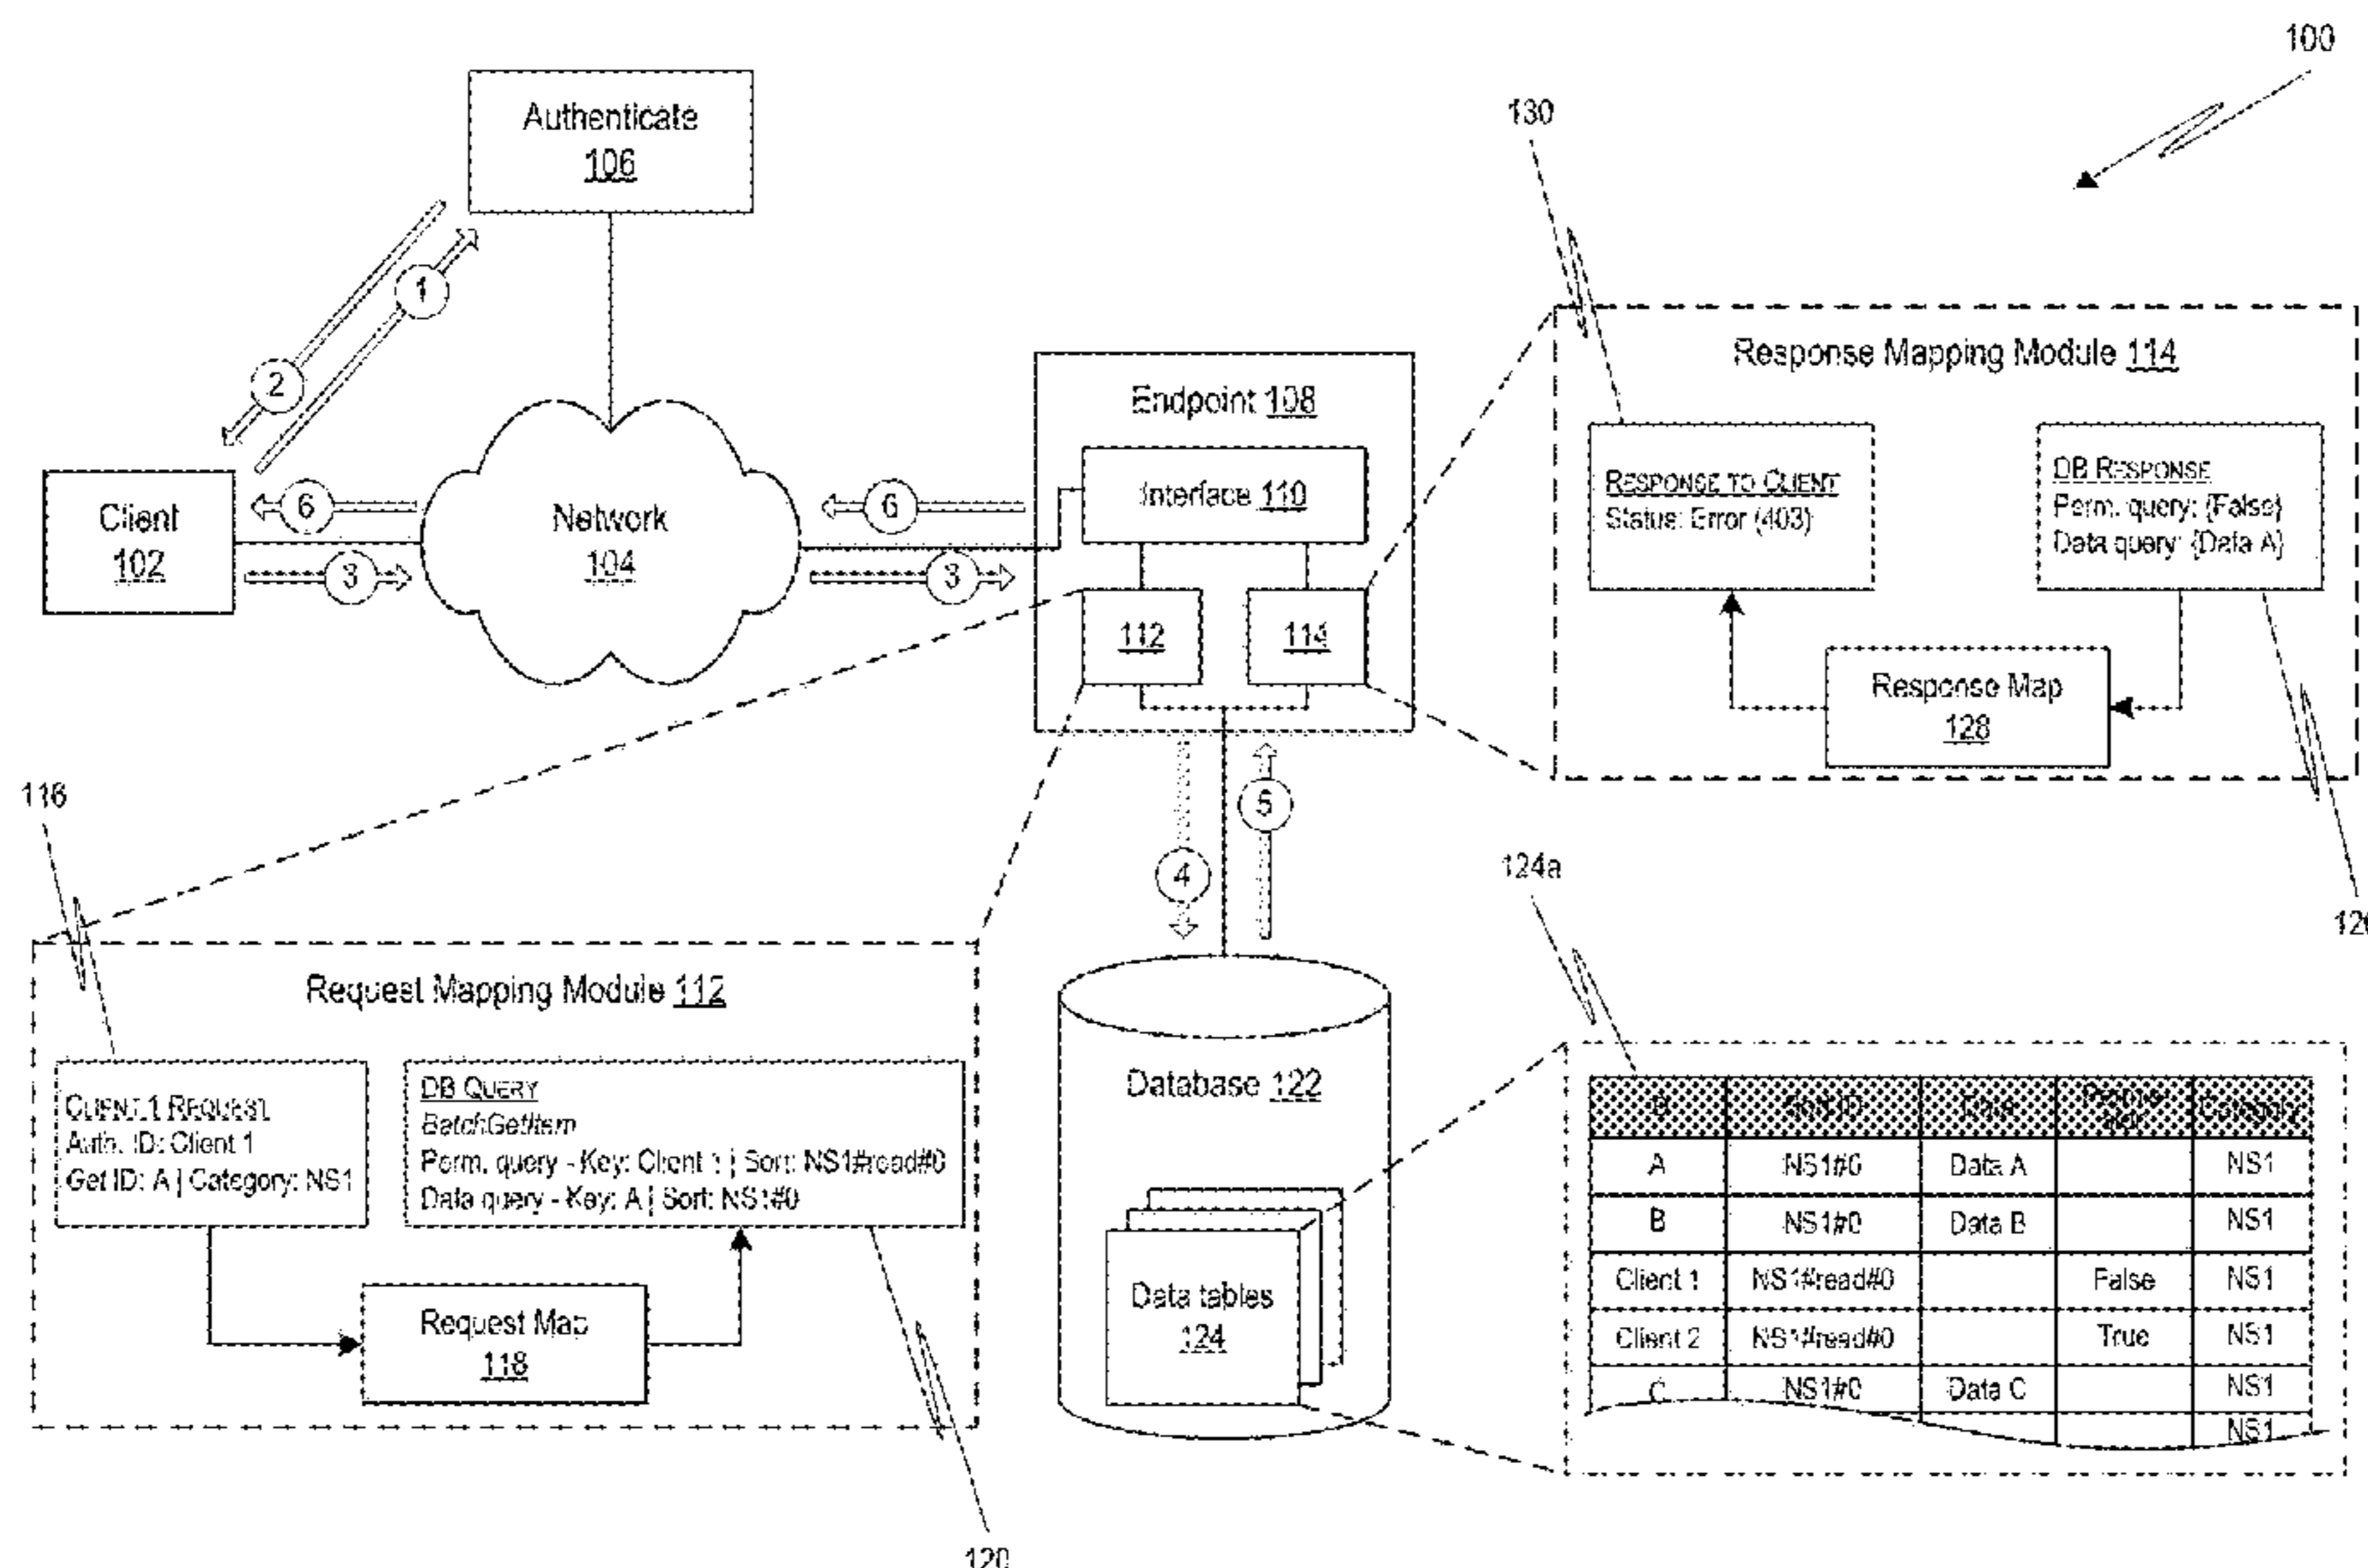 100
130
Authenticate
106
1
2
Client
102
6
3
Network
104
6
3
Endpoint 108
Interface 110
112
114
Response Mapping Module 114
RESPONSE TO CLIENT
Status: Error (403)
DB RESPONSE
Perm. query: {False}
Data query: {Data A}
Response Map
128
4
5
116
124a
Request Mapping Module 112
CLIENT 1 REQUEST
Auth. ID: Client 1
Get ID: A | Category: NS1
DB QUERY
BatchGetItem
Perm. query - Key: Client 1 | Sort: NS1#read#0
Data query - Key: A | Sort: NS1#0
Request Map
118
120
Database 122
Data tables
124
ID Sort ID Data Category
A NS1#0 Data A NS1
B NS1#0 Data B NS1
Client 1 NS1#read#0 False NS1
Client 2 NS1#read#0 True NS1
C NS1#0 Data C NS1
NS1